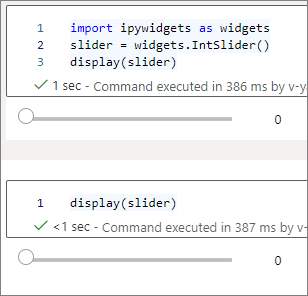 1 import ipywidgets as widgets
2 slider = widgets.IntSlider()
3 display(slider)
1 sec - Command executed in 386 ms by v-y
0
1 display(slider)
<1 sec - Command executed in 387 ms by v-
0